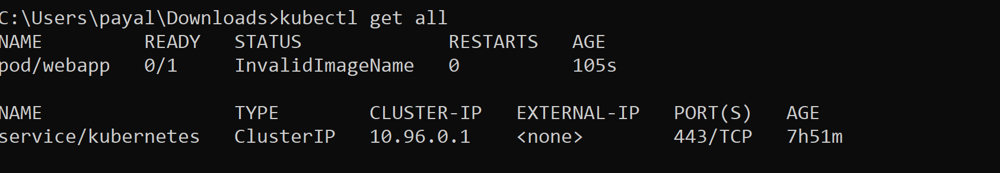 C:\Users\payal\Downloads>kubectl get all
NAME READY STATUS RESTARTS AGE
pod/webapp 0/1 InvalidImageName 0 105s
NAME TYPE CLUSTER-IP EXTERNAL-IP PORT(S) AGE
service/kubernetes ClusterIP 10.96.0.1 <none> 443/TCP 7h51m